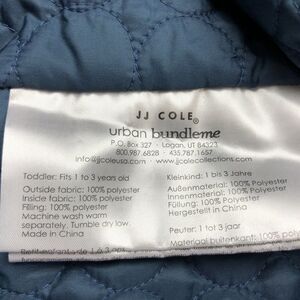 JJ COLE®
urban bundleme
P.O. Box 327 • Logan, UT 84321
800.987.6828 • 435.787.1657
info@jjcoleusa.com www.jjcolecollections.com
Toddler: Fits 1 to 3 years old
Outside fabric: 100% polyester
Inside fabric: 100% polyester
Filling: 100% polyester
Machine wash warm
separately. Tumble dry low.
Made in China
Kleinkind: 1 bis 3 Jahre
Außenmaterial: 100% Polyester
Innenmaterial: 100% Polyester
Füllung: 100% Polyester
Hergestellt in China
Peuter: 1 tot 3 jaar
Materiaal buitenkant: 100%